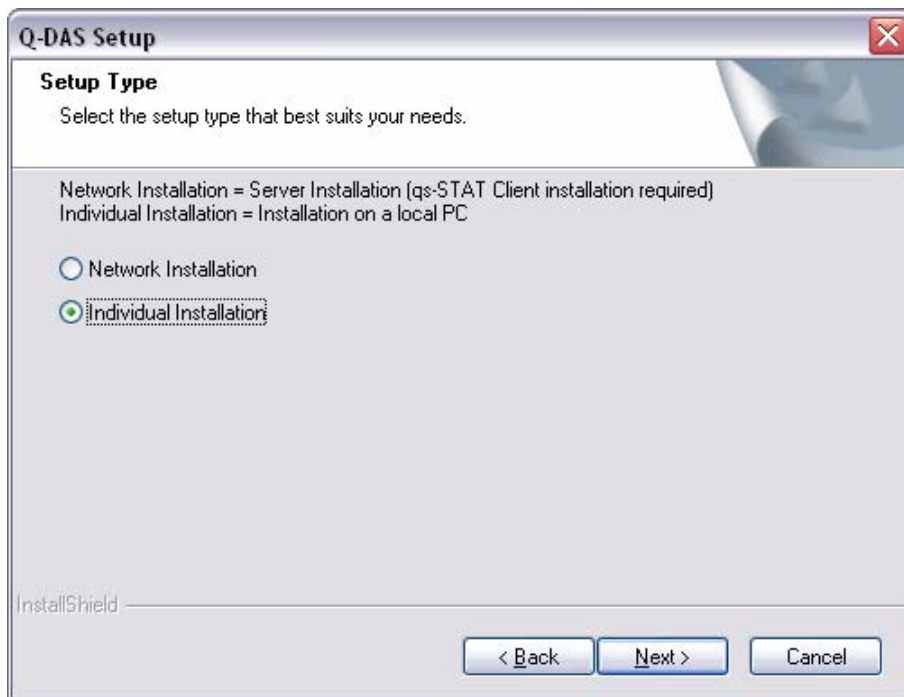 Q-DAS Setup
Setup Type
Select the setup type that best suits your needs.
Network Installation = Server Installation (qs-STAT Client installation required)
Individual Installation = Installation on a local PC
Network Installation
Individual Installation
InstallShield
< Back
Next >
Cancel